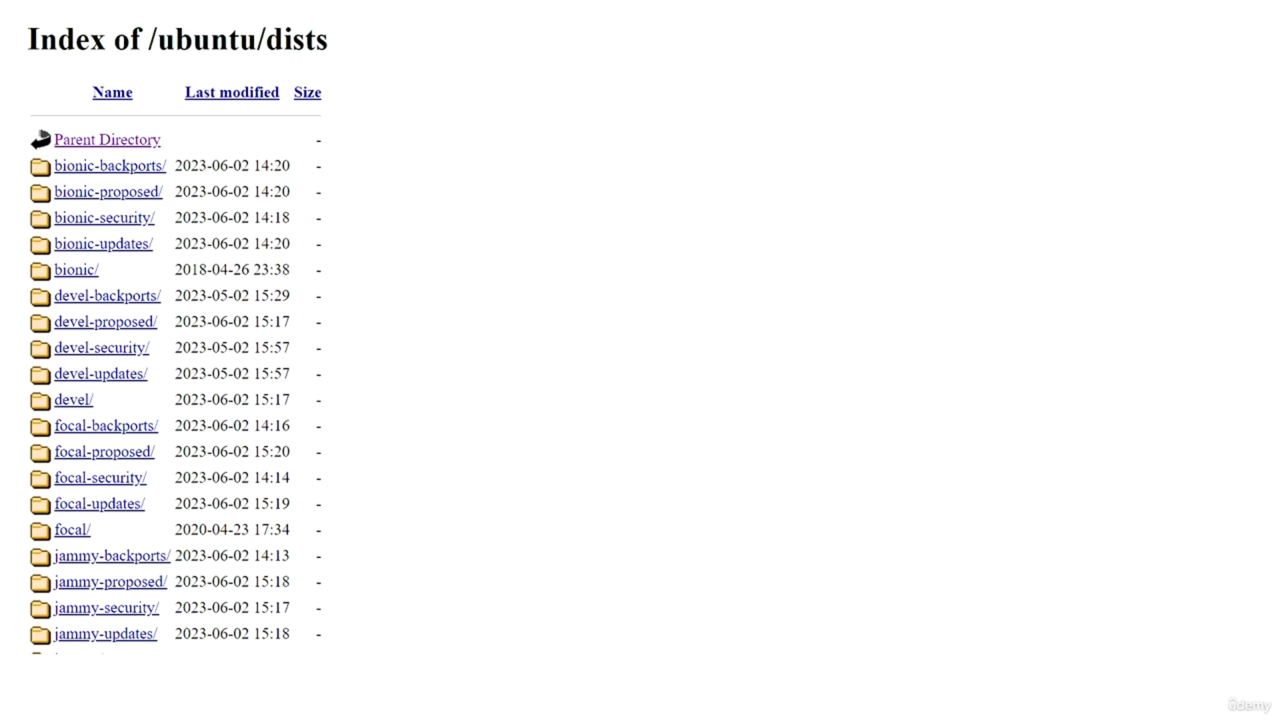 Index of /ubuntu/dists
Name Last modified Size
Parent Directory -
bionic-backports/ 2023-06-02 14:20 -
bionic-proposed/ 2023-06-02 14:20 -
bionic-security/ 2023-06-02 14:18 -
bionic-updates/ 2023-06-02 14:20 -
bionic/ 2018-04-26 23:38 -
devel-backports/ 2023-05-02 15:29 -
devel-proposed/ 2023-06-02 15:17 -
devel-security/ 2023-05-02 15:57 -
devel-updates/ 2023-05-02 15:57 -
devel/ 2023-06-02 15:17 -
focal-backports/ 2023-06-02 14:16 -
focal-proposed/ 2023-06-02 15:20 -
focal-security/ 2023-06-02 14:14 -
focal-updates/ 2023-06-02 15:19 -
focal/ 2020-04-23 17:34 -
jammy-backports/ 2023-06-02 14:13 -
jammy-proposed/ 2023-06-02 15:18 -
jammy-security/ 2023-06-02 15:17 -
jammy-updates/ 2023-06-02 15:18 -
ûdemy